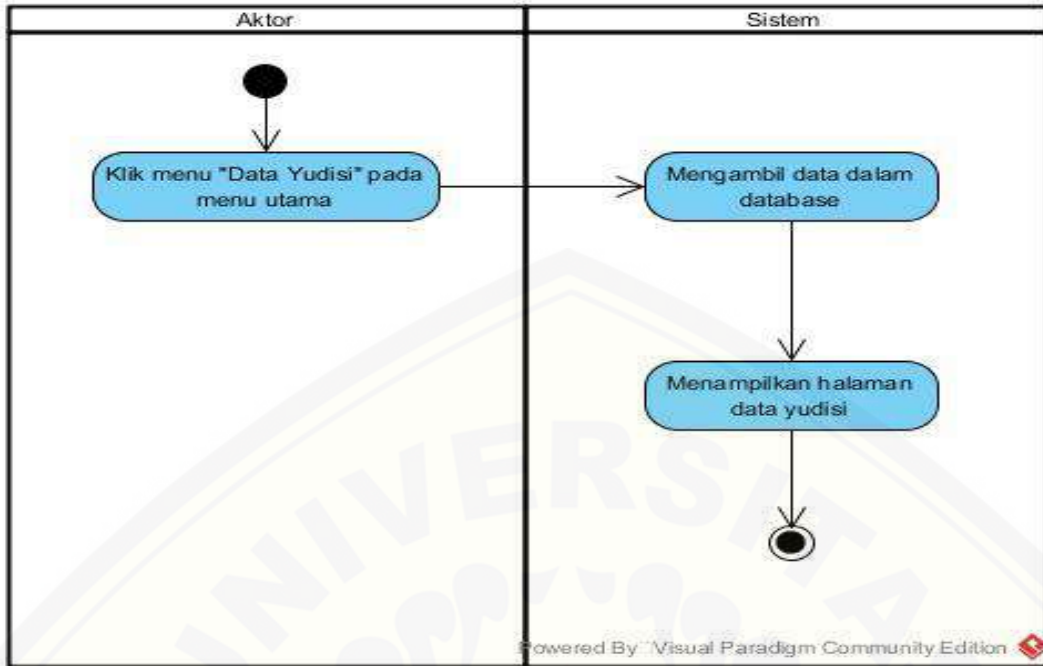 Aktor
Sistem
Klik menu "Data Yudisi" pada
menu utama
Mengambil data dalam
database
Menampilkan halaman
data yudisi
UNIVERSITA
Powered By Visual Paradigm Community Edition